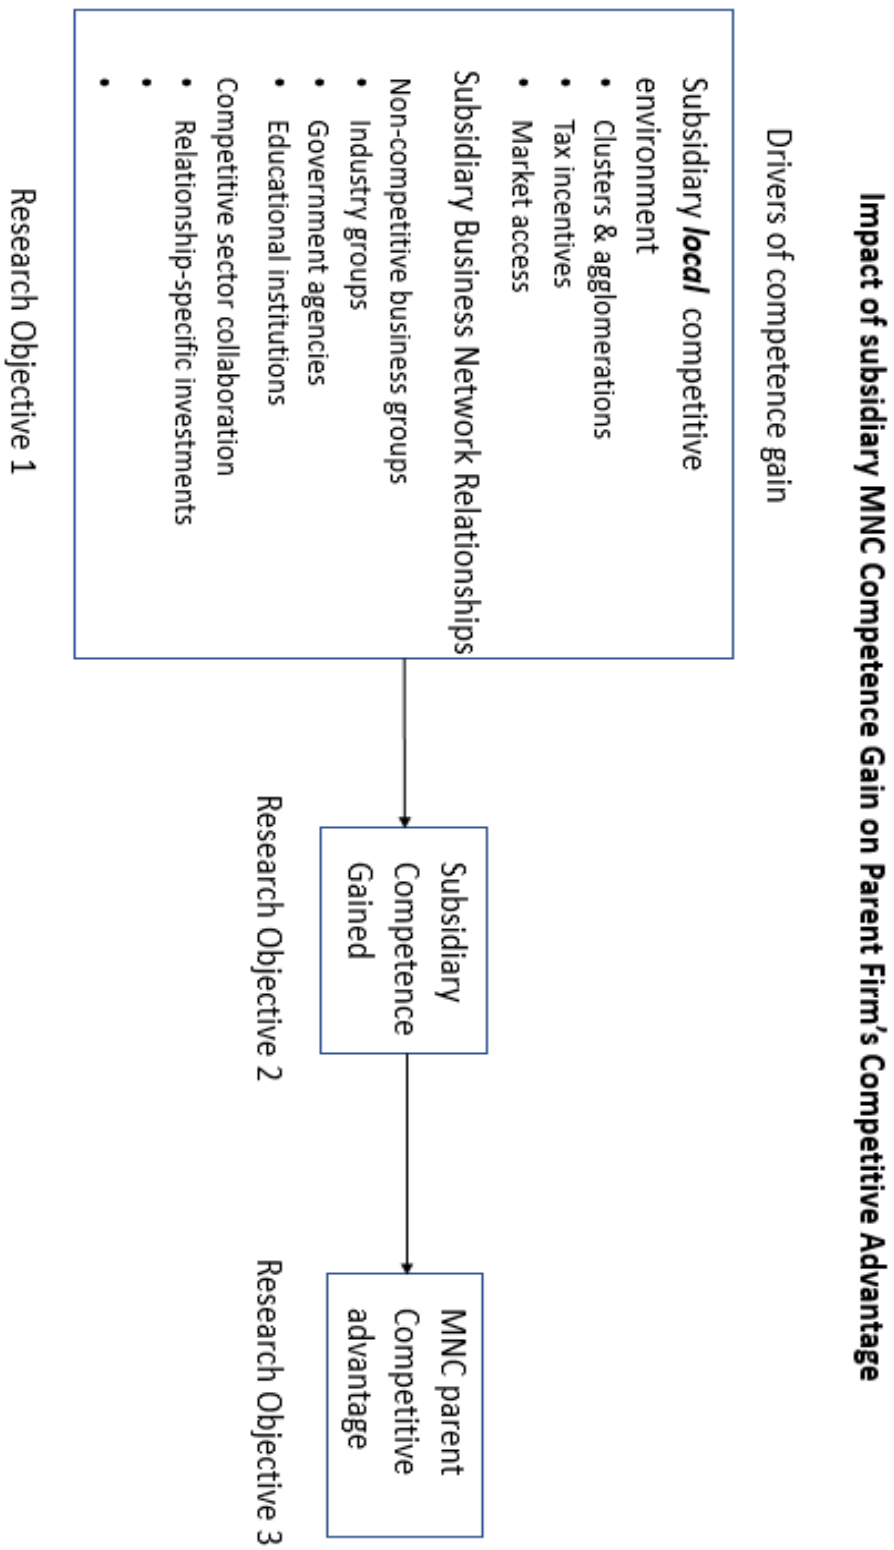 Impact of subsidiary MNC Competence Gain on Parent Firm's Competitive Advantage
Drivers of competence gain
Subsidiary local competitive
environment
• Clusters & agglomerations
• Tax incentives
• Market access
Subsidiary Business Network Relationships
Non-competitive business groups
• Industry groups
• Government agencies
• Educational institutions
Competitive sector collaboration
• Relationship-specific investments
•
•
Research Objective 1
Subsidiary
Competence
Gained
Research Objective 2
MNC parent
Competitive
advantage
Research Objective 3